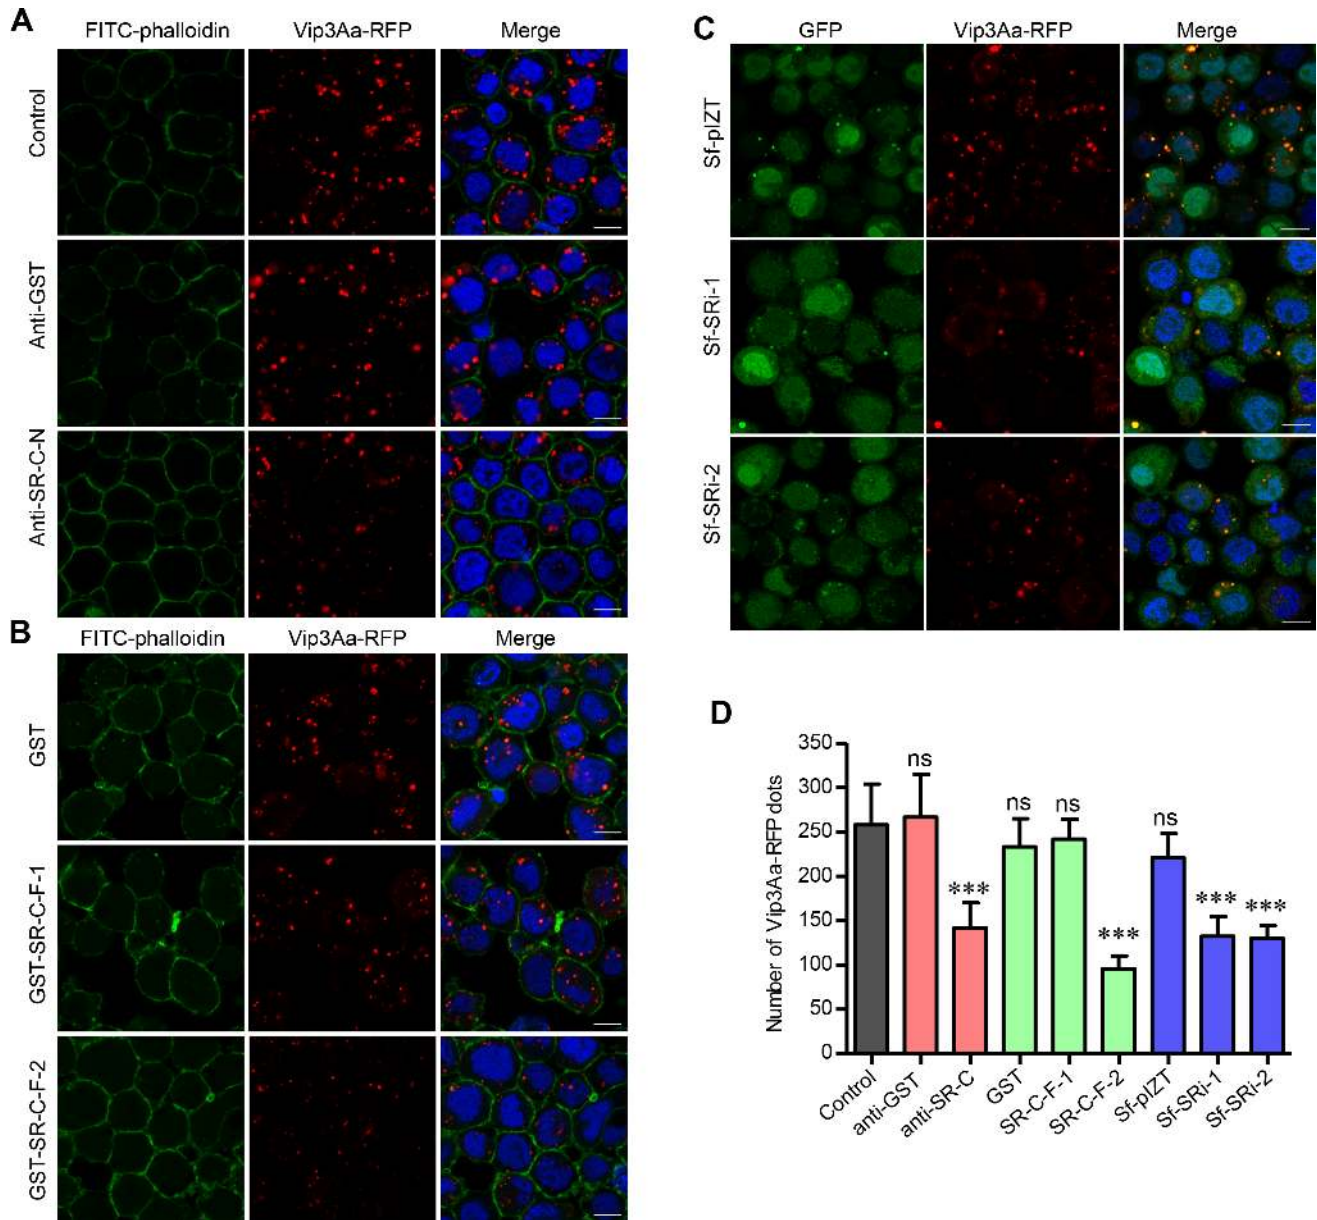 A
FITC-phalloidin Vip3Aa-RFP Merge
Control
Anti-GST
Anti-SR-C-N
B
FITC-phalloidin Vip3Aa-RFP Merge
GST
GST-SR-C-F-1
GST-SR-C-F-2
C
GFP Vip3Aa-RFP Merge
Sf-pIZT
Sf-SRi-1
Sf-SRi-2
D
Number of Vip3Aa-RFP dots
350
300
250
200
150
100
50
0
ns
***
ns
ns
***
ns
***
***
Control
anti-GST
anti-SR-C
GST
SR-C-F-1
SR-C-F-2
Sf-pIZT
Sf-SRi-1
Sf-SRi-2